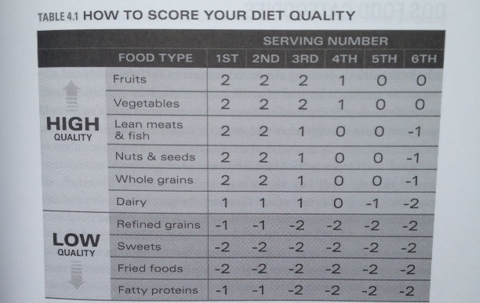 TABLE 4.1 HOW TO SCORE YOUR DIET QUALITY
SERVING NUMBER
FOOD TYPE 1ST 2ND 3RD 4TH 5TH 6TH
HIGH
QUALITY
Fruits 2 2 2 1 0 0
Vegetables 2 2 2 1 0 0
Lean meats
& fish 2 2 1 0 0 -1
Nuts & seeds 2 2 1 0 0 -1
Whole grains 2 2 1 0 0 -1
Dairy 1 1 1 0 -1 -2
LOW
QUALITY
Refined grains -1 -1 -2 -2 -2 -2
Sweets -2 -2 -2 -2 -2 -2
Fried foods -2 -2 -2 -2 -2 -2
Fatty proteins -1 -1 -2 -2 -2 -2